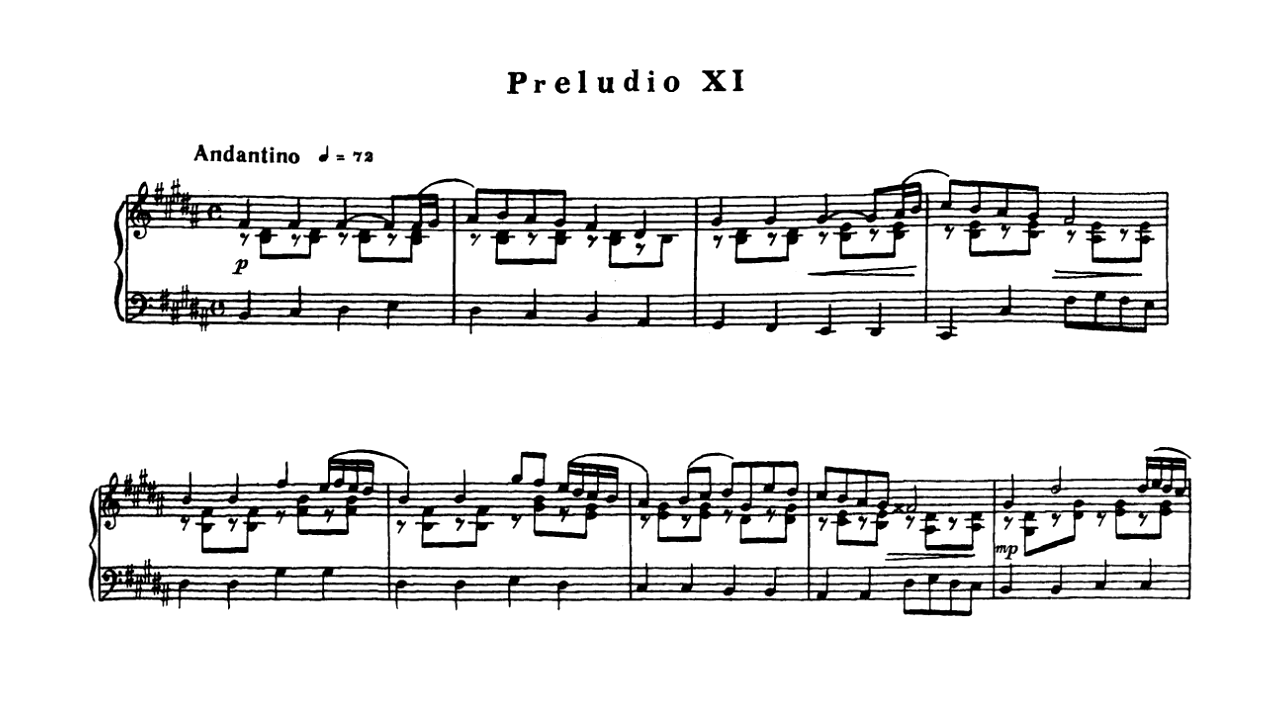 Preludio XI
Andantino 𝅗𝅥 = 72
p
mp